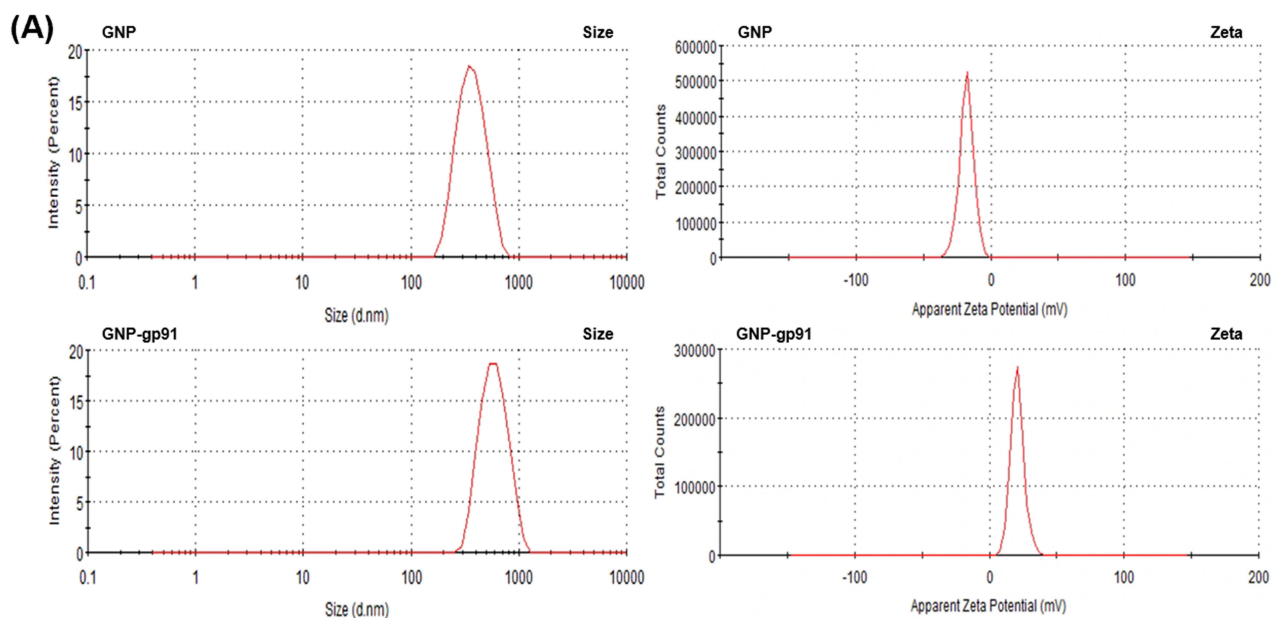 (A)
GNP Size
20
15
10
5
0
Intensity (Percent)
0.1 1 10 100 1000 10000
Size (d.nm)
GNP Zeta
600000
500000
400000
300000
200000
100000
0
Total Counts
-100 0 100 200
Apparent Zeta Potential (mV)
GNP-gp91 Size
20
15
10
5
0
Intensity (Percent)
0.1 1 10 100 1000 10000
Size (d.nm)
GNP-gp91 Zeta
300000
200000
100000
0
Total Counts
-100 0 100 200
Apparent Zeta Potential (mV)